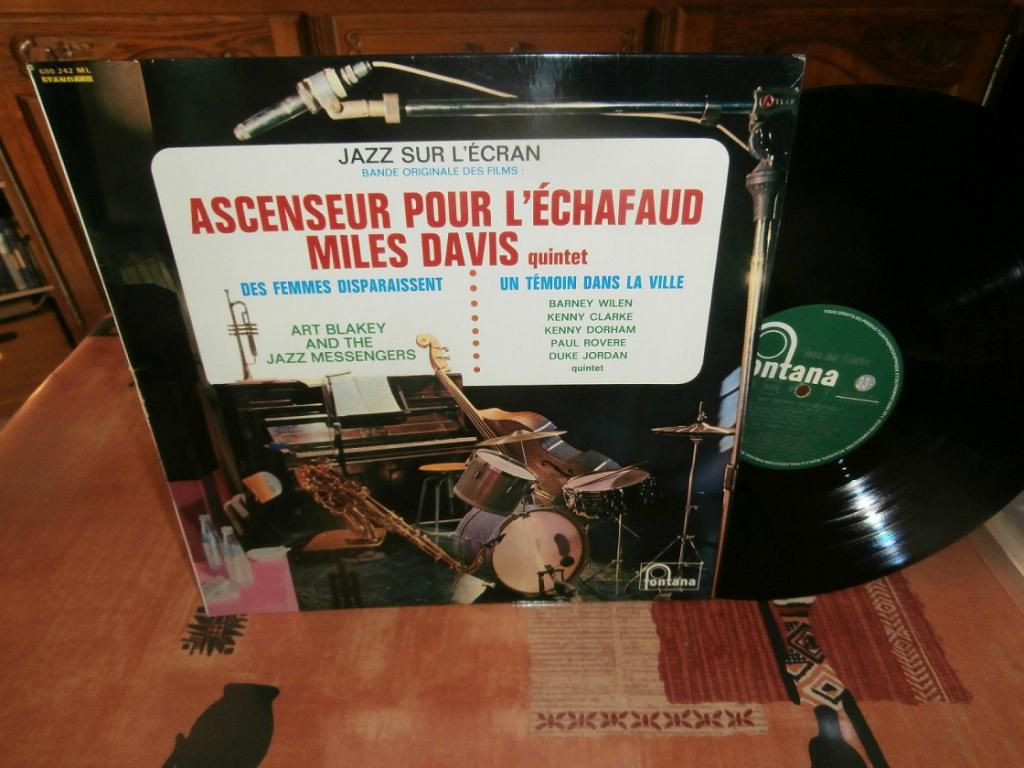 680.242 ML
STANDARD
JAZZ SUR L'ÉCRAN
BANDE ORIGINALE DES FILMS :
ASCENSEUR POUR L'ÉCHAFAUD
MILES DAVIS quintet
DES FEMMES DISPARAISSENT
ART BLAKEY
AND THE
JAZZ MESSENGERS
UN TÉMOIN DANS LA VILLE
BARNEY WILEN
KENNY CLARKE
KENNY DORHAM
PAUL ROVERE
DUKE JORDAN
quintet
fontana
fontana